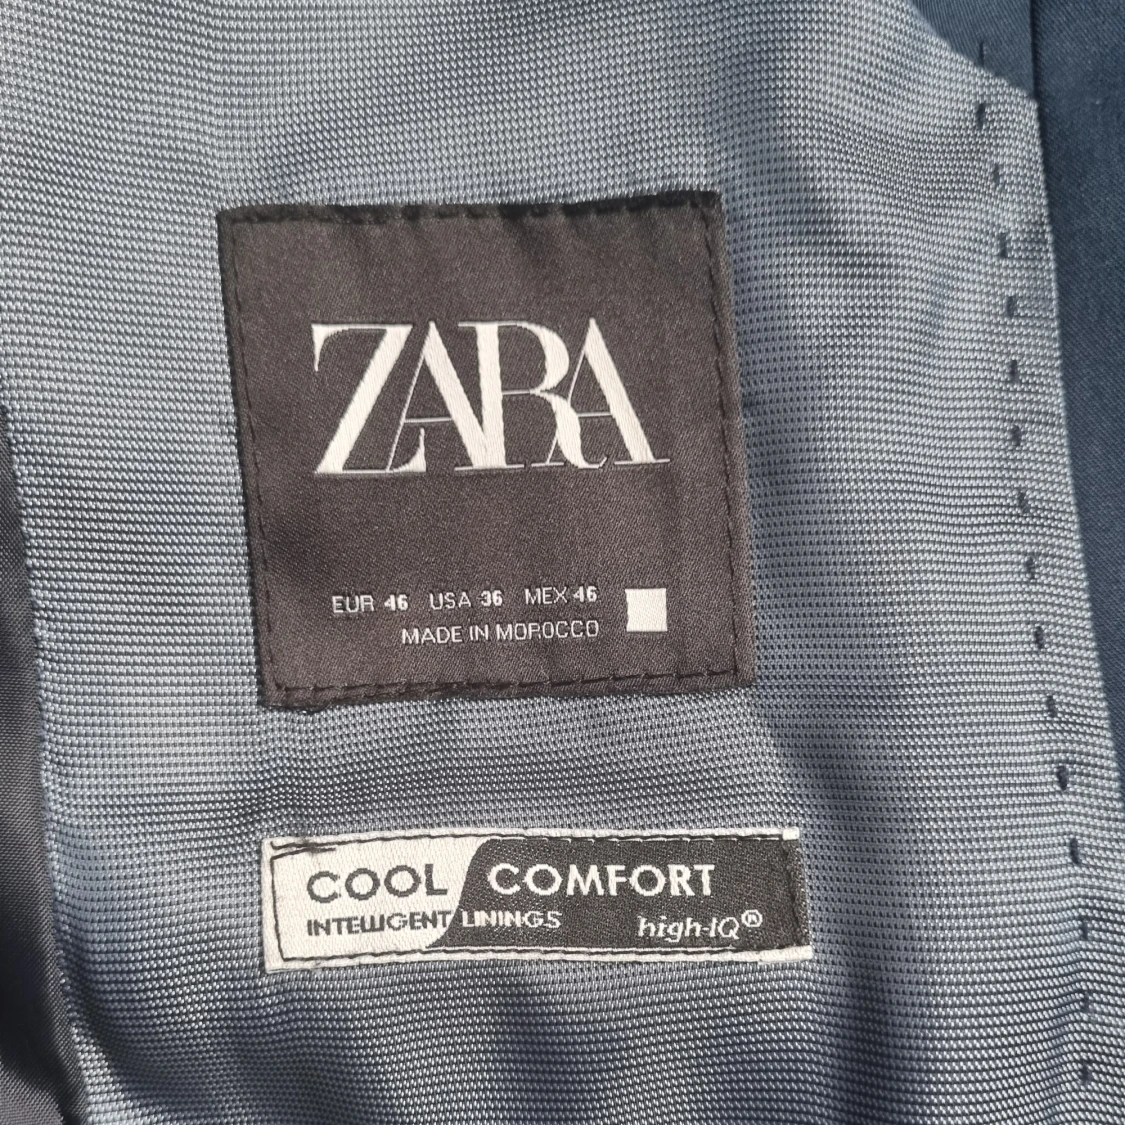 ZARA
EUR 46 USA 36 MEX 46
MADE IN MOROCCO
COOL COMFORT
INTELLIGENT LININGS high-IQ®